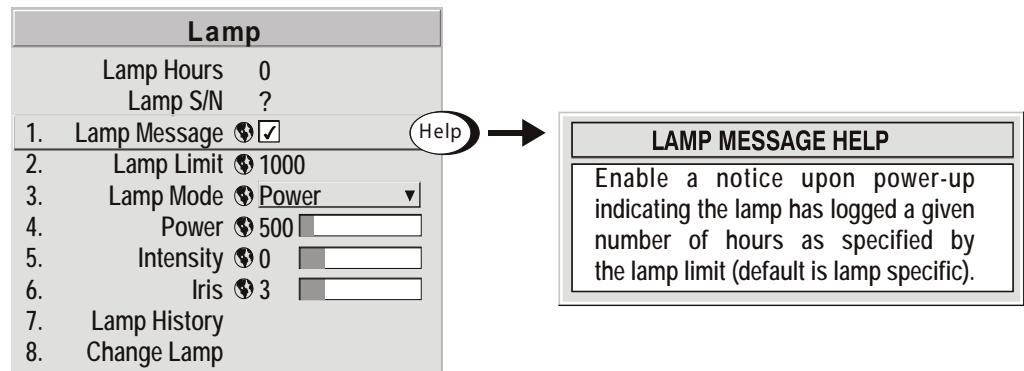 Lamp
Lamp Hours 0
Lamp S/N ?
1. Lamp Message
2. Lamp Limit 1000
3. Lamp Mode Power
4. Power 500
5. Intensity 0
6. Iris 3
7. Lamp History
8. Change Lamp
Help
LAMP MESSAGE HELP
Enable a notice upon power-up
indicating the lamp has logged a given
number of hours as specified by
the lamp limit (default is lamp specific).